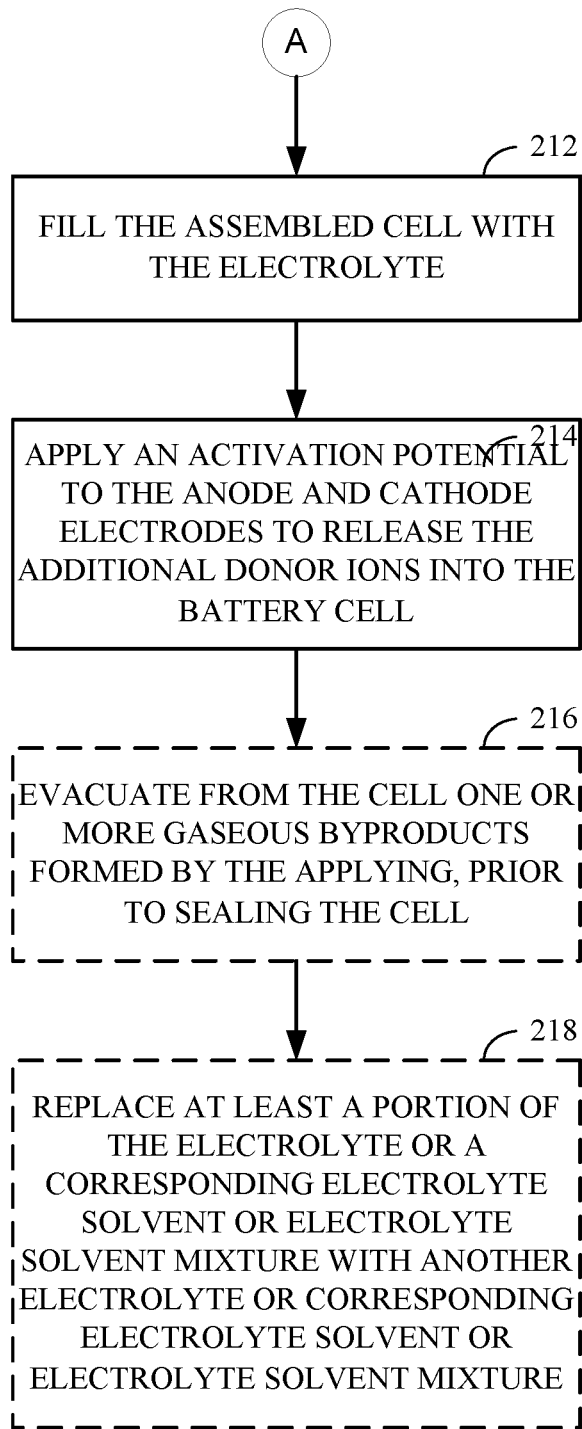 A
212
FILL THE ASSEMBLED CELL WITH
THE ELECTROLYTE
214
APPLY AN ACTIVATION POTENTIAL
TO THE ANODE AND CATHODE
ELECTRODES TO RELEASE THE
ADDITIONAL DONOR IONS INTO THE
BATTERY CELL
216
EVACUATE FROM THE CELL ONE OR
MORE GASEOUS BYPRODUCTS
FORMED BY THE APPLYING, PRIOR
TO SEALING THE CELL
218
REPLACE AT LEAST A PORTION OF
THE ELECTROLYTE OR A
CORRESPONDING ELECTROLYTE
SOLVENT OR ELECTROLYTE
SOLVENT MIXTURE WITH ANOTHER
ELECTROLYTE OR CORRESPONDING
ELECTROLYTE SOLVENT OR
ELECTROLYTE SOLVENT MIXTURE